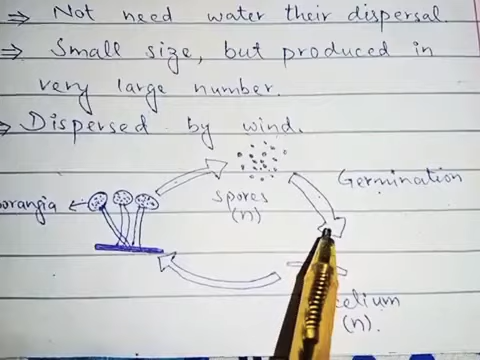 ⇒ Not need water their dispersal.
⇒ Small size, but produced in
very large number.
⇒ Dispersed by wind.
Germination
spores
(n)